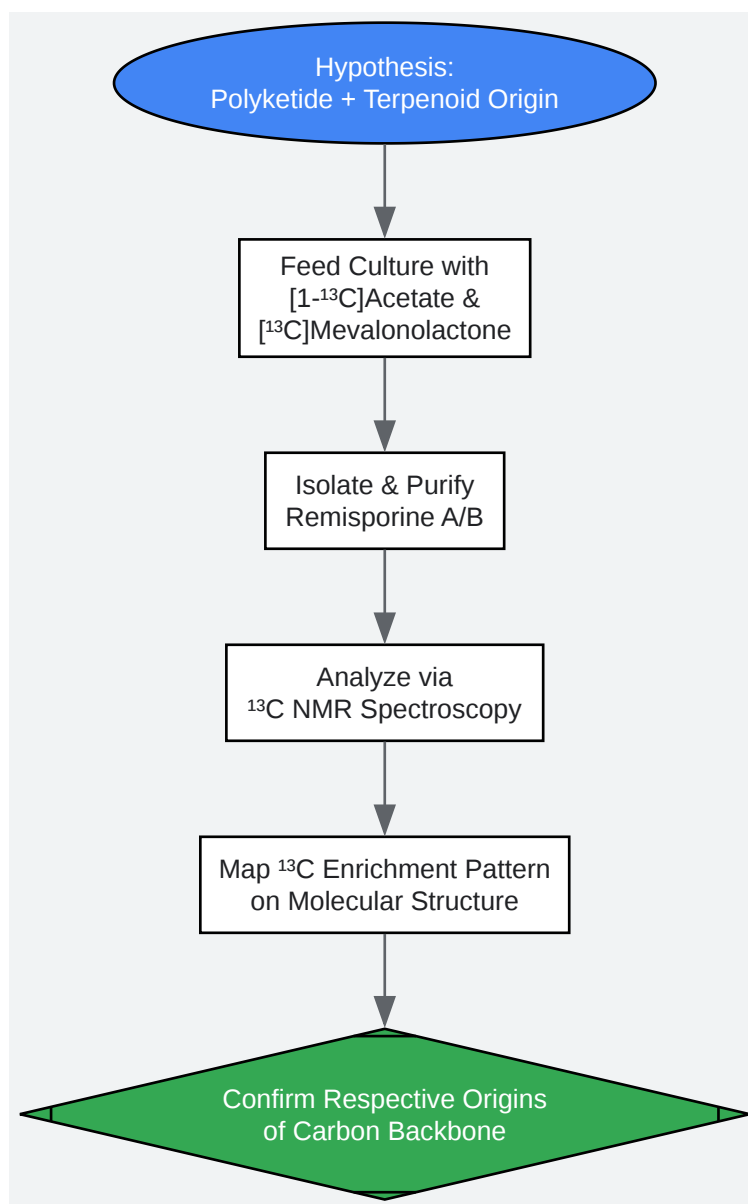 Hypothesis:
Polyketide + Terpenoid Origin
Feed Culture with
[1-¹³C]Acetate &
[¹³C]Mevalonolactone
Isolate & Purify
Remisporine A/B
Analyze via
¹³C NMR Spectroscopy
Map ¹³C Enrichment Pattern
on Molecular Structure
Confirm Respective Origins
of Carbon Backbone